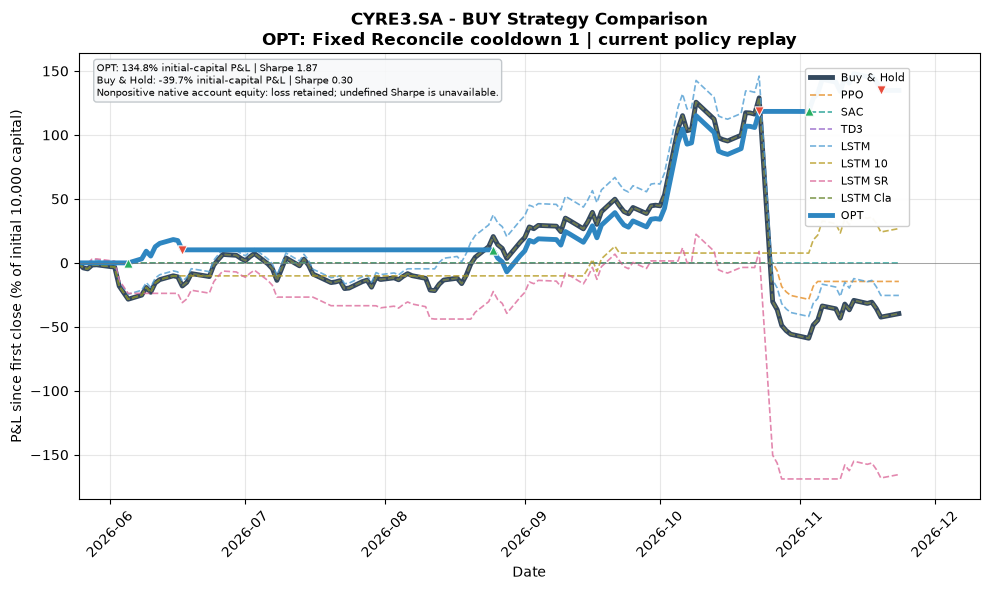 CYRE3.SA - BUY Strategy Comparison
OPT: Fixed Reconcile cooldown 1 | current policy replay
OPT: 134.8% initial-capital P&L | Sharpe 1.87
Buy & Hold: -39.7% initial-capital P&L | Sharpe 0.30
Nonpositive native account equity: loss retained; undefined Sharpe is unavailable.
Buy & Hold
PPO
SAC
TD3
LSTM
LSTM 10
LSTM SR
LSTM Cla
OPT
P&L since first close (% of initial 10,000 capital)
150
100
50
0
−50
−100
−150
2026-06
2026-07
2026-08
2026-09
2026-10
2026-11
2026-12
Date